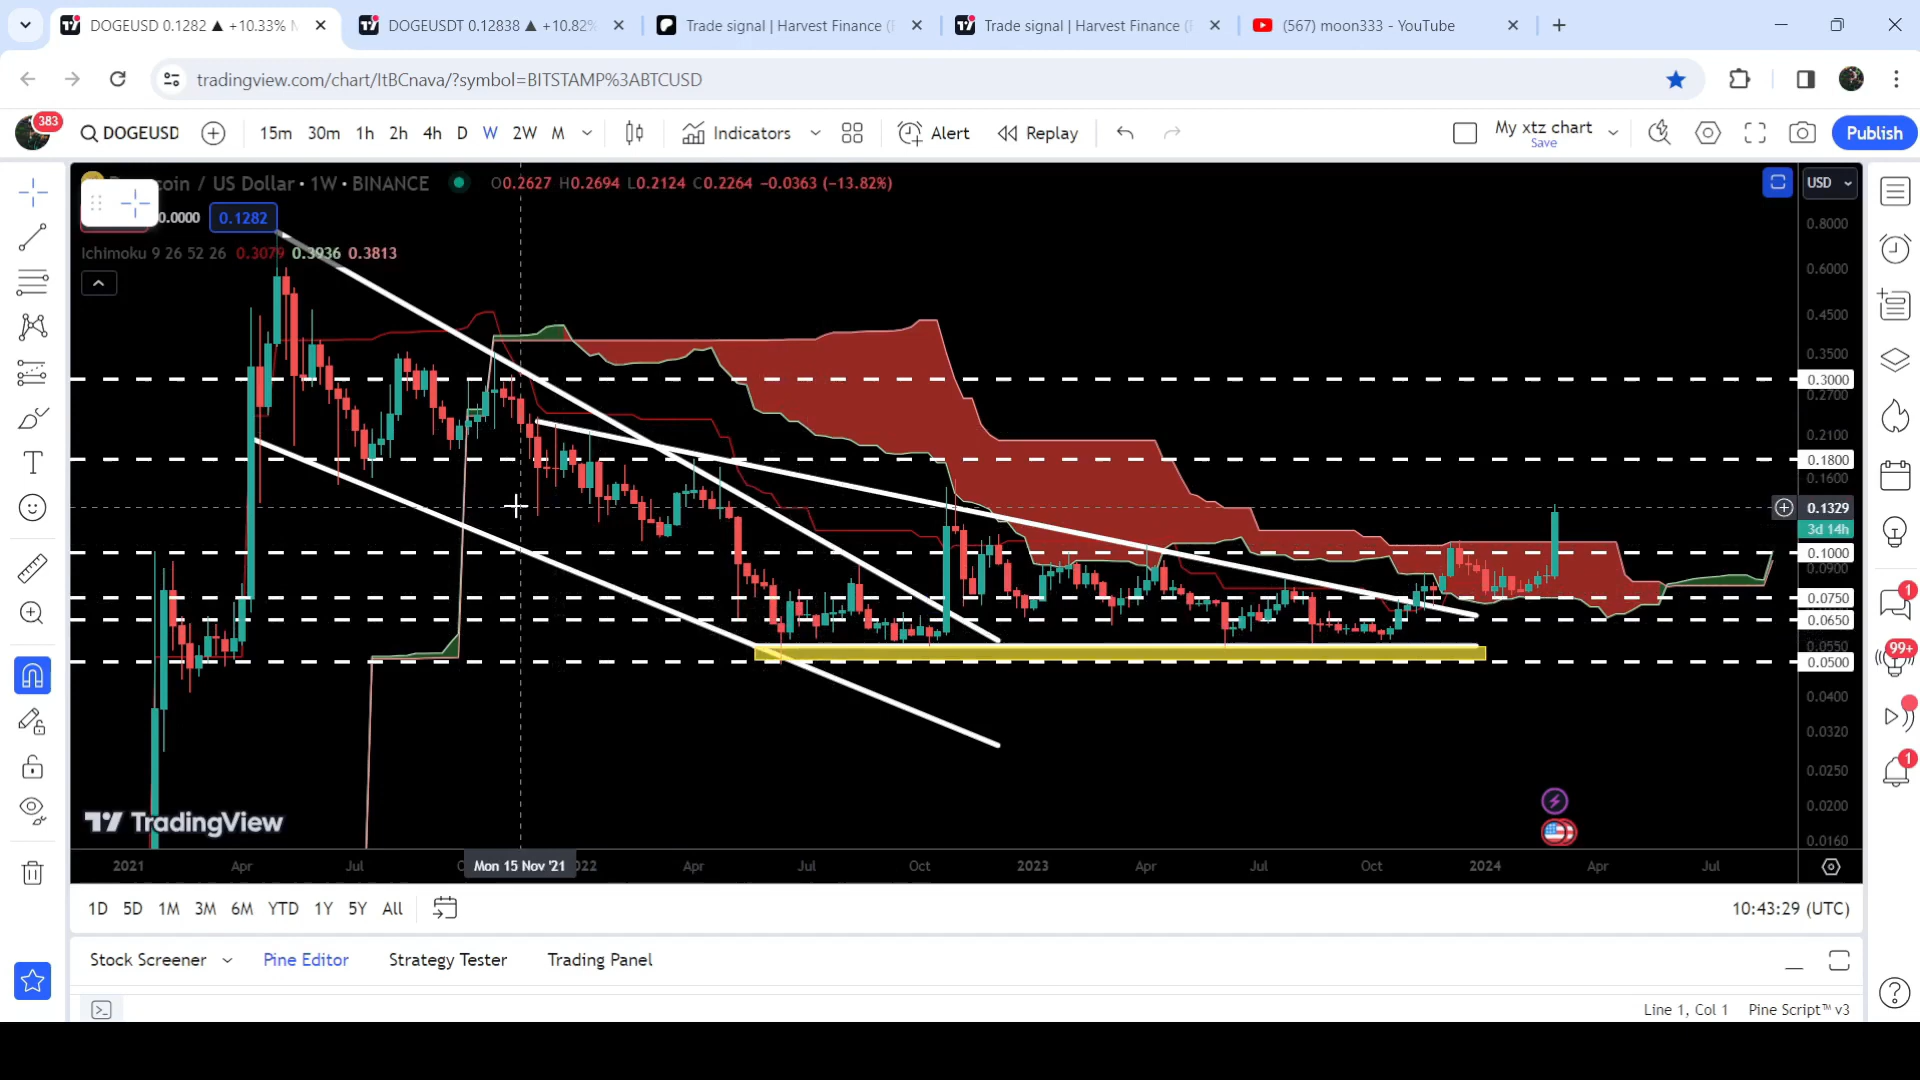 DOGEUSD 0.1282 ▲ +10.33%
DOGEUSDT 0.12838 ▲ +10.82%
Trade signal | Harvest Finance (
Trade signal | Harvest Finance (
(567) moon333 - YouTube
tradingview.com/chart/ItBCnava/?symbol=BITSTAMP%3ABTCUSD
383
DOGEUSD
15m 30m 1h 2h 4h D W 2W M
Indicators
Alert
Replay
My xtz chart
Save
Publish
coin / US Dollar • 1W • BINANCE
O0.2627 H0.2694 L0.2124 C0.2264 −0.0363 (−13.82%)
USD
0.0000
0.1282
Ichimoku 9 26 52 26 0.3079 0.3936 0.3813
0.8000
0.6000
0.4500
0.3500
0.3000
0.2700
0.2100
0.1800
0.1600
0.1329
3d 14h
0.1000
0.0900
0.0750
0.0650
0.0550
0.0500
0.0400
0.0320
0.0250
0.0200
0.0160
1
99+
1
TradingView
2021 Apr Jul Mon 15 Nov '21 Apr Jul Oct 2023 Apr Jul Oct 2024 Apr Jul
1D 5D 1M 3M 6M YTD 1Y 5Y All
10:43:29 (UTC)
Stock Screener
Pine Editor
Strategy Tester
Trading Panel
Line 1, Col 1
Pine Script™ v3